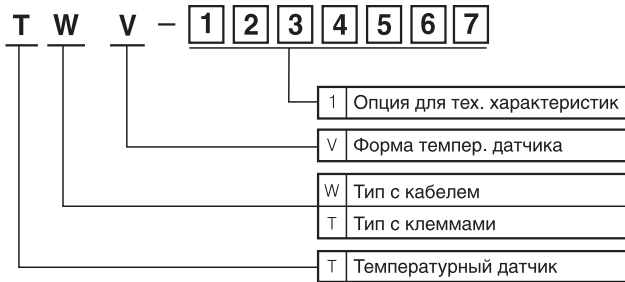 T W V – 1 2 3 4 5 6 7
1 Опция для тех. характеристик
V Форма темпер. датчика
W Тип с кабелем
T Тип с клеммами
T Температурный датчик